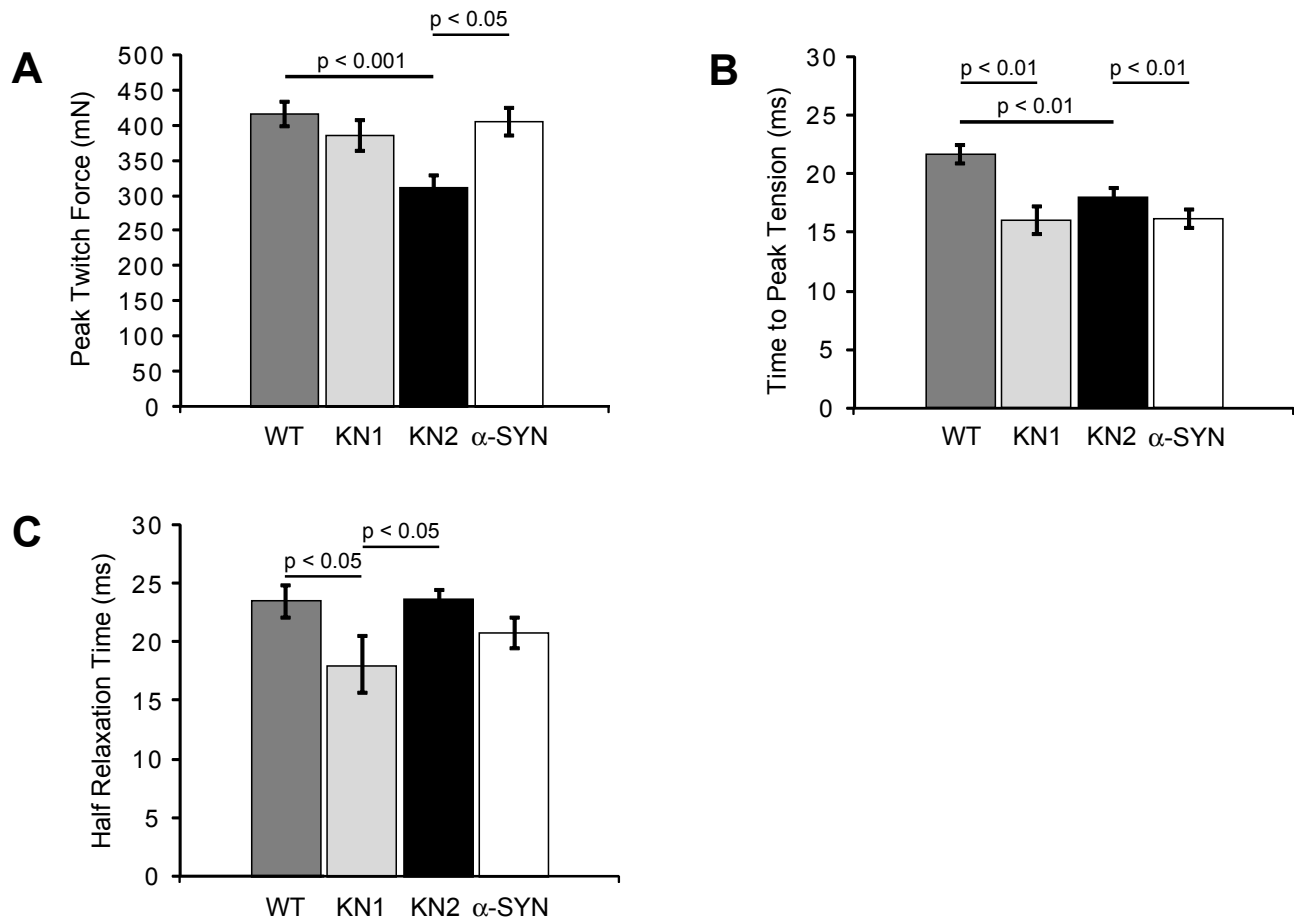 A
Peak Twitch Force (mN)
p < 0.05
p < 0.001
500
450
400
350
300
250
200
150
100
50
0
WT KN1 KN2 α-SYN
B
Time to Peak Tension (ms)
p < 0.01 p < 0.01
p < 0.01
30
25
20
15
10
5
0
WT KN1 KN2 α-SYN
C
Half Relaxation Time (ms)
p < 0.05
p < 0.05
30
25
20
15
10
5
0
WT KN1 KN2 α-SYN